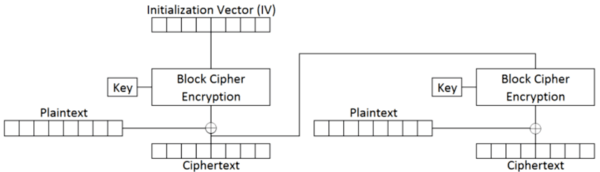 Initialization Vector (IV)
Key
Block Cipher
Encryption
Plaintext
Ciphertext
Key
Block Cipher
Encryption
Plaintext
Ciphertext